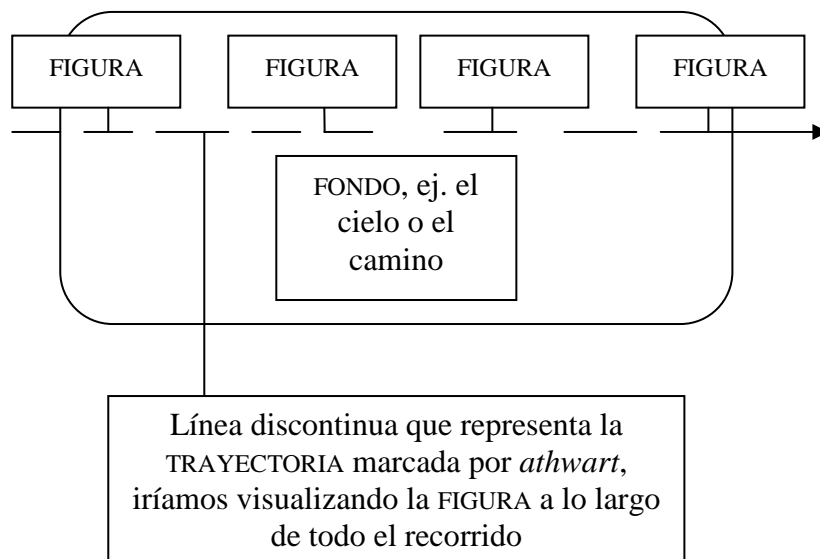 FIGURA FIGURA FIGURA FIGURA
FONDO, ej. el
cielo o el
camino
Línea discontinua que representa la
TRAYECTORIA marcada por athwart,
iríamos visualizando la FIGURA a lo largo
de todo el recorrido